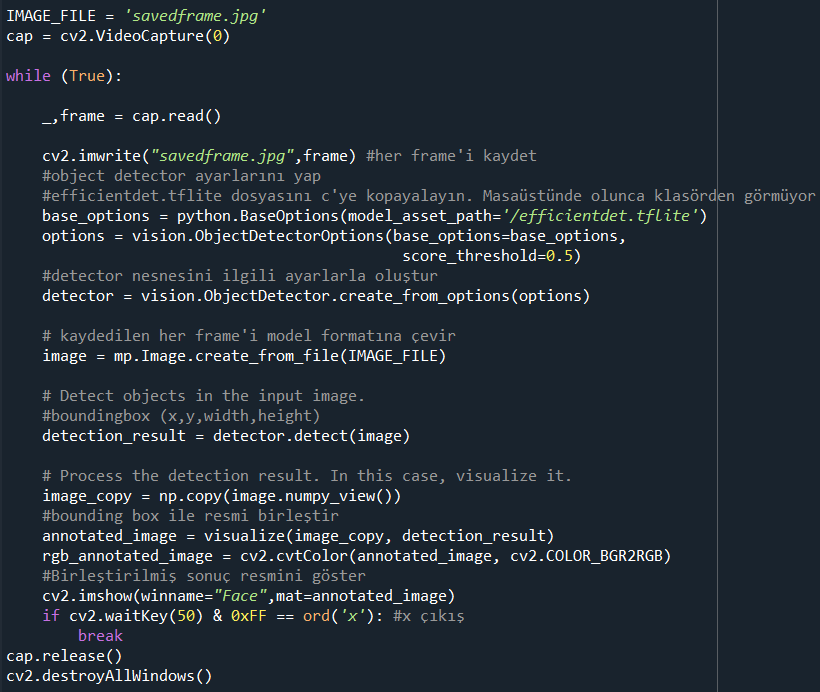 IMAGE_FILE = 'savedframe.jpg'
cap = cv2.VideoCapture(0)
while (True):
_,frame = cap.read()
cv2.imwrite("savedframe.jpg",frame) #her frame'i kaydet
#object detector ayarlarını yap
#efficientdet.tflite dosyasını c'ye kopayalayın. Masaüstünde olunca klasörden görmüyor
base_options = python.BaseOptions(model_asset_path='/efficientdet.tflite')
options = vision.ObjectDetectorOptions(base_options=base_options,
score_threshold=0.5)
#detector nesnesini ilgili ayarlarla oluştur
detector = vision.ObjectDetector.create_from_options(options)
# kaydedilen her frame'i model formatına çevir
image = mp.Image.create_from_file(IMAGE_FILE)
# Detect objects in the input image.
#boundingbox (x,y,width,height)
detection_result = detector.detect(image)
# Process the detection result. In this case, visualize it.
image_copy = np.copy(image.numpy_view())
#bounding box ile resmi birleştir
annotated_image = visualize(image_copy, detection_result)
rgb_annotated_image = cv2.cvtColor(annotated_image, cv2.COLOR_BGR2RGB)
#Birleştirilmiş sonuç resmini göster
cv2.imshow(winname="Face",mat=annotated_image)
if cv2.waitKey(50) & 0xFF == ord('x'): #x çıkış
break
cap.release()
cv2.destroyAllWindows()